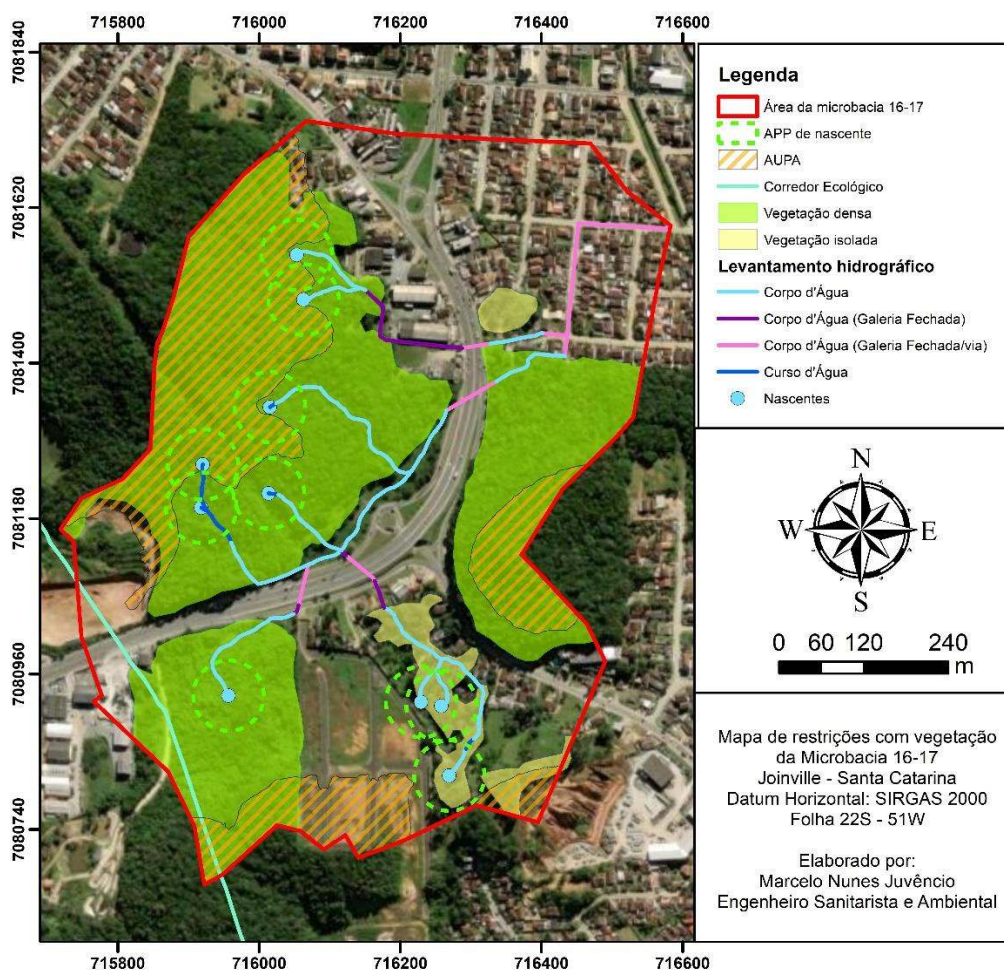 715800 716000 716200 716400 716600
7081840
7081620
7081400
7081180
7080960
7080740
715800 716000 716200 716400 716600
Legenda
Área da microbacia 16-17
APP de nascente
AUPA
Corredor Ecológico
Vegetação densa
Vegetação isolada
Levantamento hidrográfico
Corpo d'Água
Corpo d'Água (Galeria Fechada)
Corpo d'Água (Galeria Fechada/via)
Curso d'Água
Nascentes
N
W E
S
0 60 120 240
m
Mapa de restrições com vegetação
da Microbacia 16-17
Joinville - Santa Catarina
Datum Horizontal: SIRGAS 2000
Folha 22S - 51W
Elaborado por:
Marcelo Nunes Juvêncio
Engenheiro Sanitarista e Ambiental